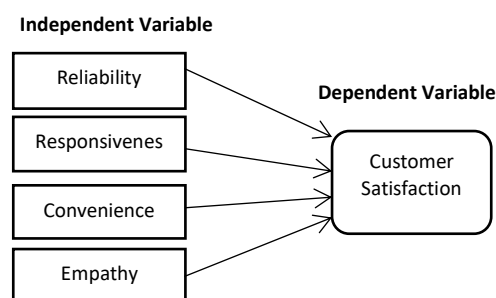 Independent Variable
Reliability
Responsivenes
Convenience
Empathy
Dependent Variable
Customer
Satisfaction